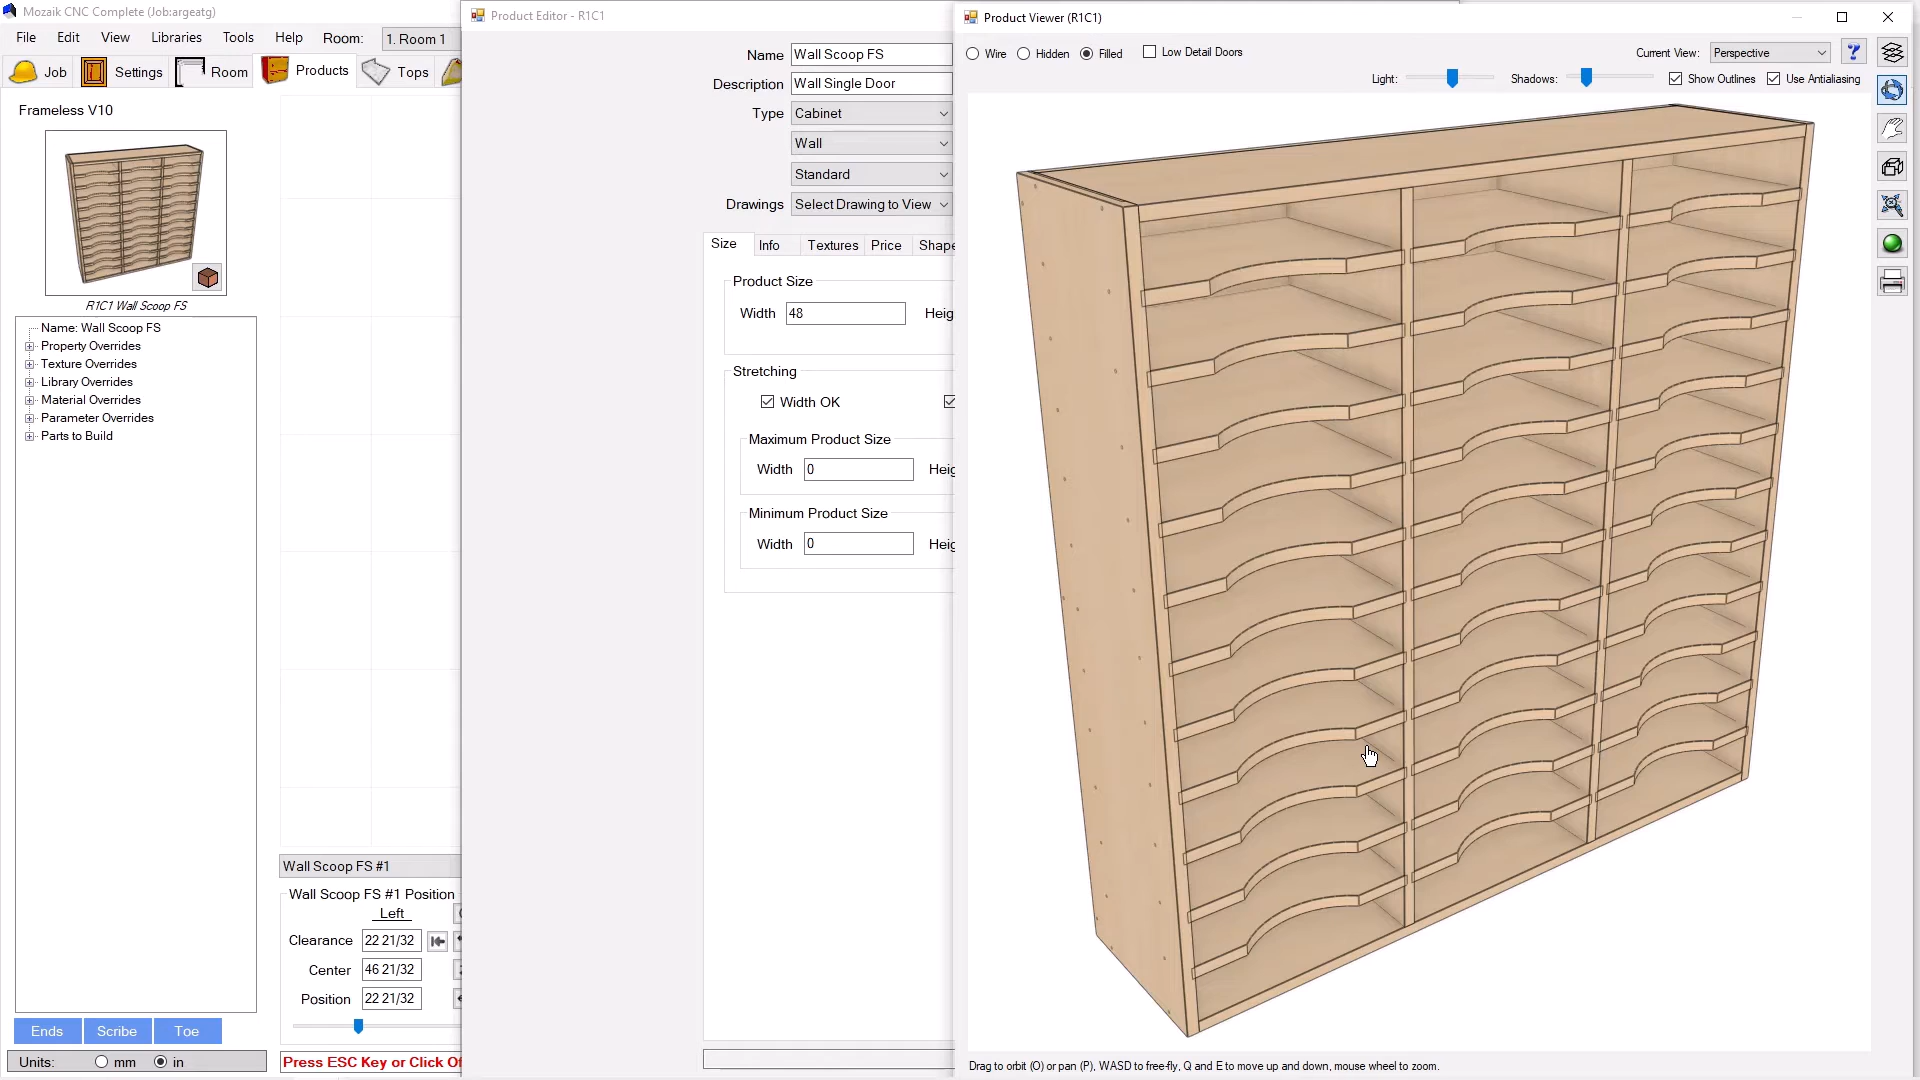 Mozaik CNC Complete (Job:argeatg)
File Edit View Libraries Tools Help Room: 1. Room 1
Job Settings Room Products Tops
Frameless V10
R1C1 Wall Scoop FS
Name: Wall Scoop FS
Property Overrides
Texture Overrides
Library Overrides
Material Overrides
Parameter Overrides
Parts to Build
Ends Scribe Toe
Units: mm in
Wall Scoop FS #1
Wall Scoop FS #1 Position
Left
Clearance 22 21/32
Center 46 21/32
Position 22 21/32
Press ESC Key or Click Of
Product Editor - R1C1
Name Wall Scoop FS
Description Wall Single Door
Type Cabinet
Wall
Standard
Drawings Select Drawing to View
Size Info Textures Price Shape
Product Size
Width 48 Heig
Stretching
Width OK
Maximum Product Size
Width 0 Heig
Minimum Product Size
Width 0 Heig
Product Viewer (R1C1)
Wire Hidden Filled Low Detail Doors Current View: Perspective ?
Light: Shadows: Show Outlines Use Antialiasing
Drag to orbit (O) or pan (P), WASD to free-fly, Q and E to move up and down, mouse wheel to zoom.